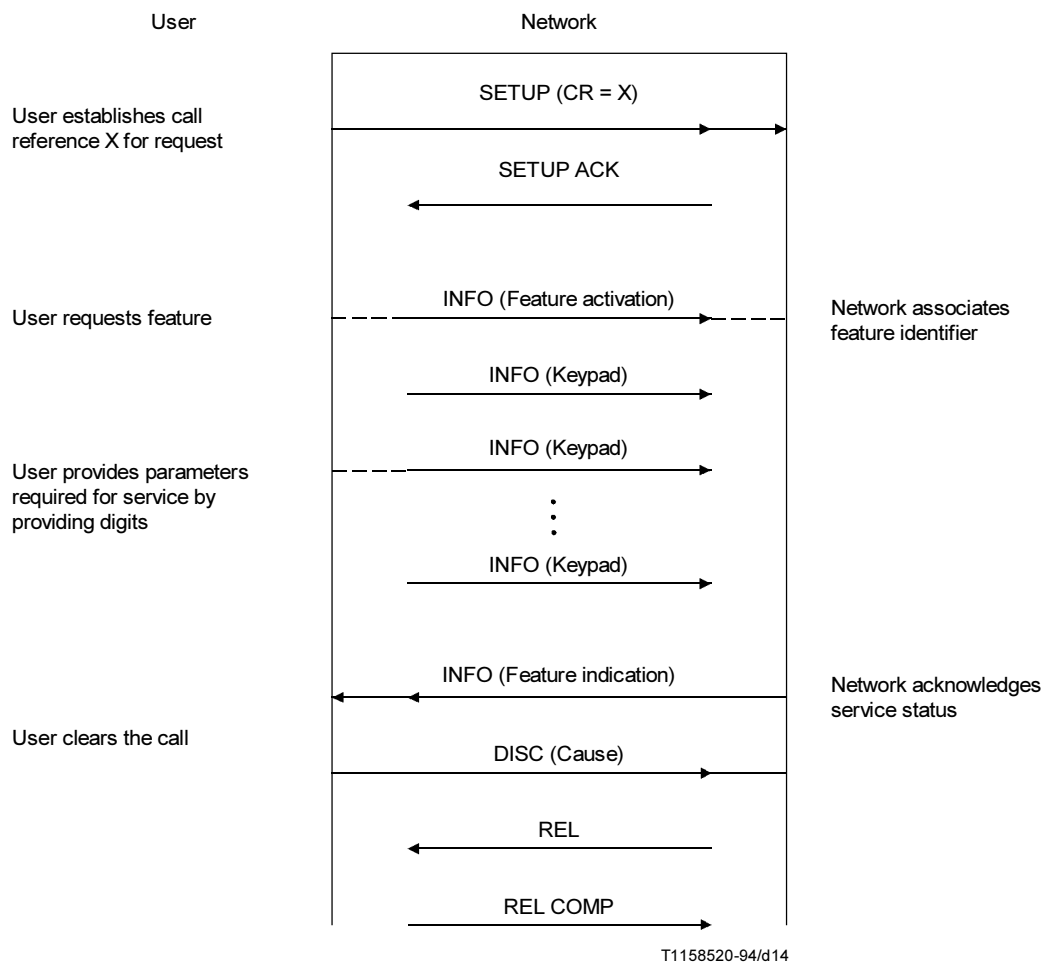 User
Network
SETUP (CR = X)
User establishes call
reference X for request
SETUP ACK
INFO (Feature activation)
User requests feature
Network associates
feature identifier
INFO (Keypad)
INFO (Keypad)
User provides parameters
required for service by
providing digits
INFO (Keypad)
INFO (Feature indication)
Network acknowledges
service status
User clears the call
DISC (Cause)
REL
REL COMP
T1158520-94/d14